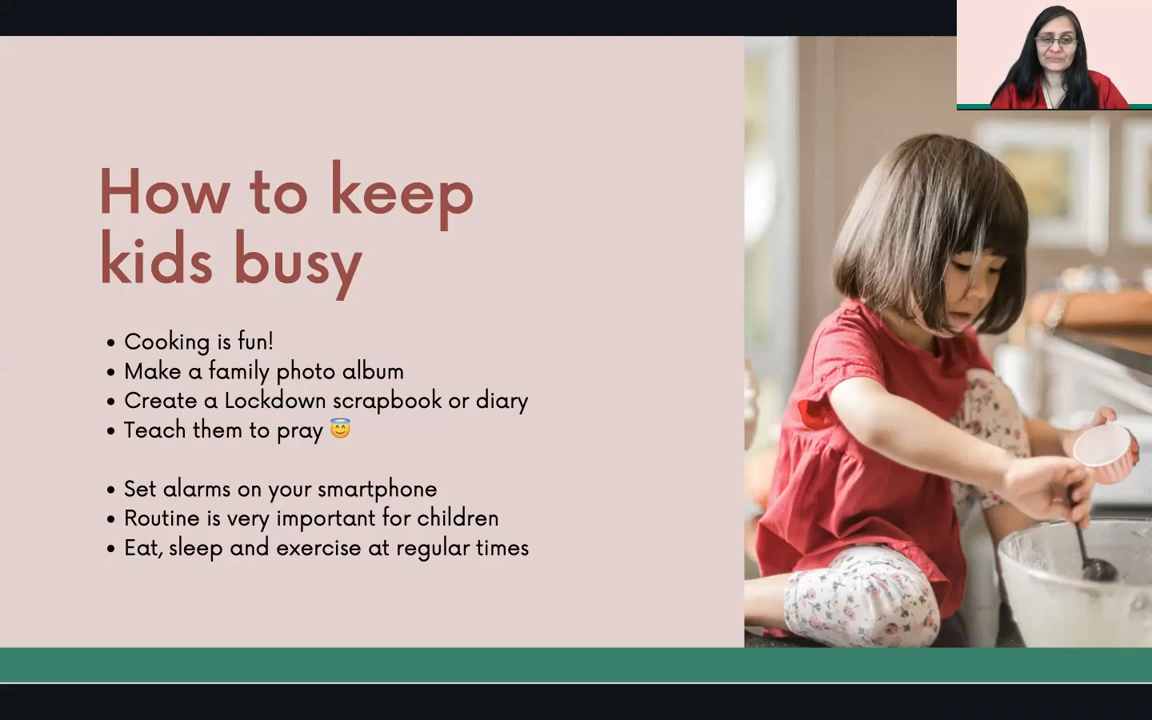 How to keep
kids busy
• Cooking is fun!
• Make a family photo album
• Create a Lockdown scrapbook or diary
• Teach them to pray 😇
• Set alarms on your smartphone
• Routine is very important for children
• Eat, sleep and exercise at regular times